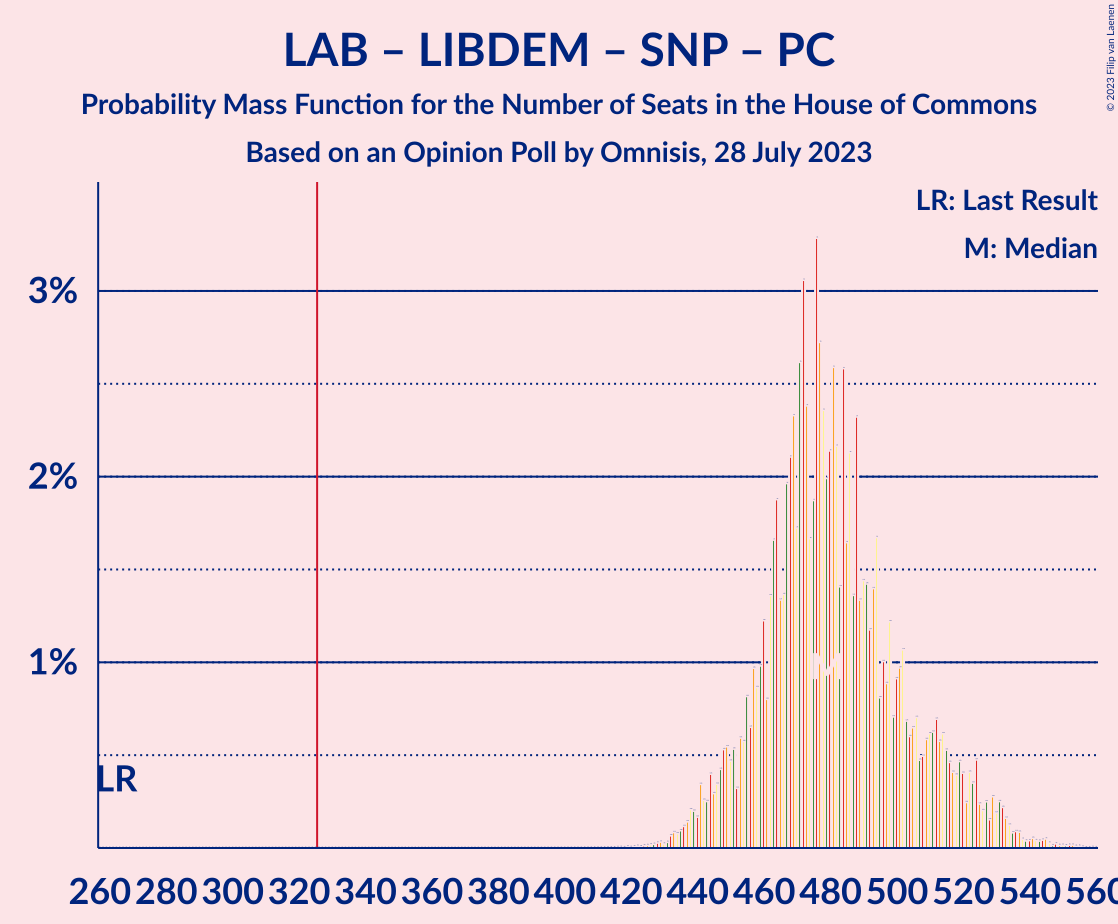 LAB – LIBDEM – SNP – PC
Probability Mass Function for the Number of Seats in the House of Commons
Based on an Opinion Poll by Omnisis, 28 July 2023
© 2023 Filip van Laenen
LR: Last Result
M: Median
3%
2%
1%
LR
M
260 280 300 320 340 360 380 400 420 440 460 480 500 520 540 560